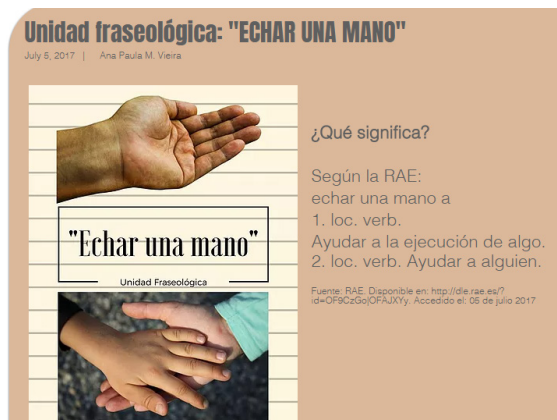 Unidad fraseológica: "ECHAR UNA MANO"
July 5, 2017 | Ana Paula M. Vieira
"Echar una mano"
Unidad Fraseológica
¿Qué significa?
Según la RAE:
echar una mano a
1. loc. verb.
Ayudar a la ejecución de algo.
2. loc. verb. Ayudar a alguien.
Fuente: RAE. Disponible en: http://dle.rae.es/?
id=OF9CzGo|OFAJXYy. Accedido el: 05 de julio 2017